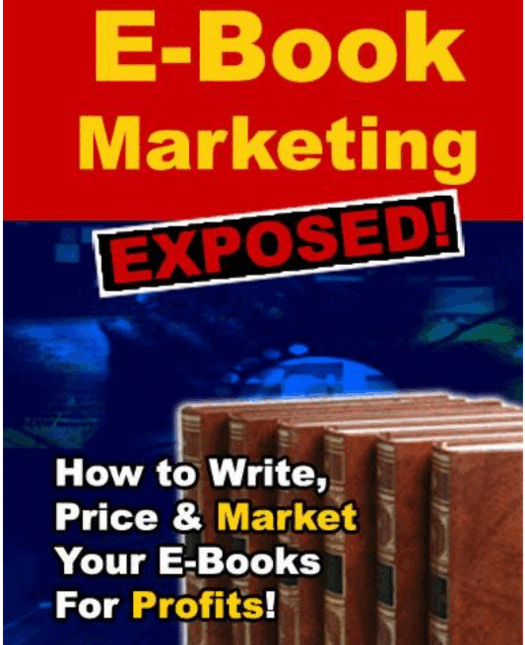 E-Book
Marketing
EXPOSED!
How to Write,
Price & Market
Your E-Books
For Profits!